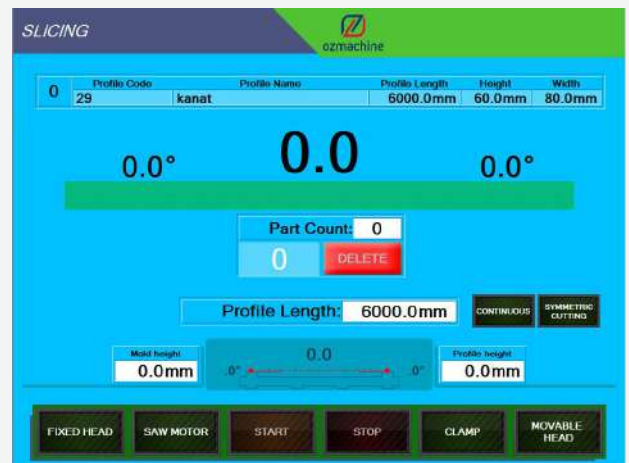 SLICING
ozmachine
0
Profile Code Profile Name Profile Length Height Width
29 kanat 6000.0mm 60.0mm 80.0mm
0.0° 0.0 0.0°
Part Count: 0
0 DELETE
Profile Length: 6000.0mm CONTINUOUS SYMMETRIC CUTTING
Mold height 0.0 Profile height
0.0mm .0° .0° 0.0mm
FIXED HEAD SAW MOTOR START STOP CLAMP MOVABLE HEAD